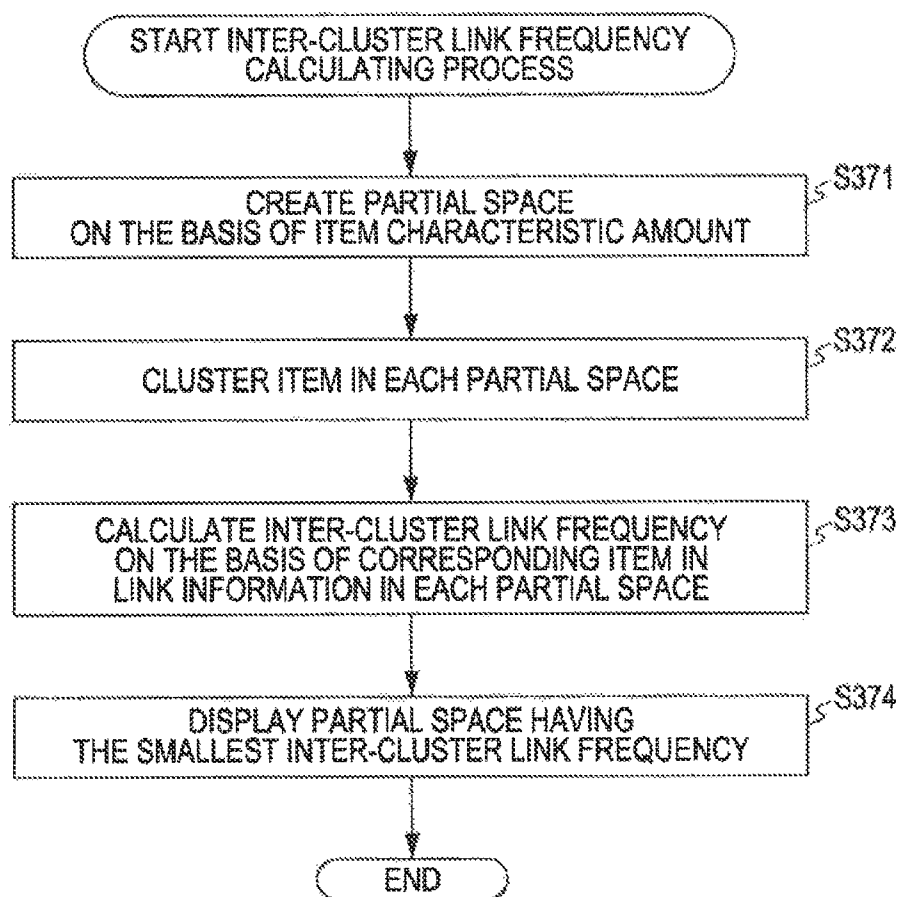 START INTER-CLUSTER LINK FREQUENCY
CALCULATING PROCESS
S371
CREATE PARTIAL SPACE
ON THE BASIS OF ITEM CHARACTERISTIC AMOUNT
S372
CLUSTER ITEM IN EACH PARTIAL SPACE
S373
CALCULATE INTER-CLUSTER LINK FREQUENCY
ON THE BASIS OF CORRESPONDING ITEM IN
LINK INFORMATION IN EACH PARTIAL SPACE
S374
DISPLAY PARTIAL SPACE HAVING
THE SMALLEST INTER-CLUSTER LINK FREQUENCY
END